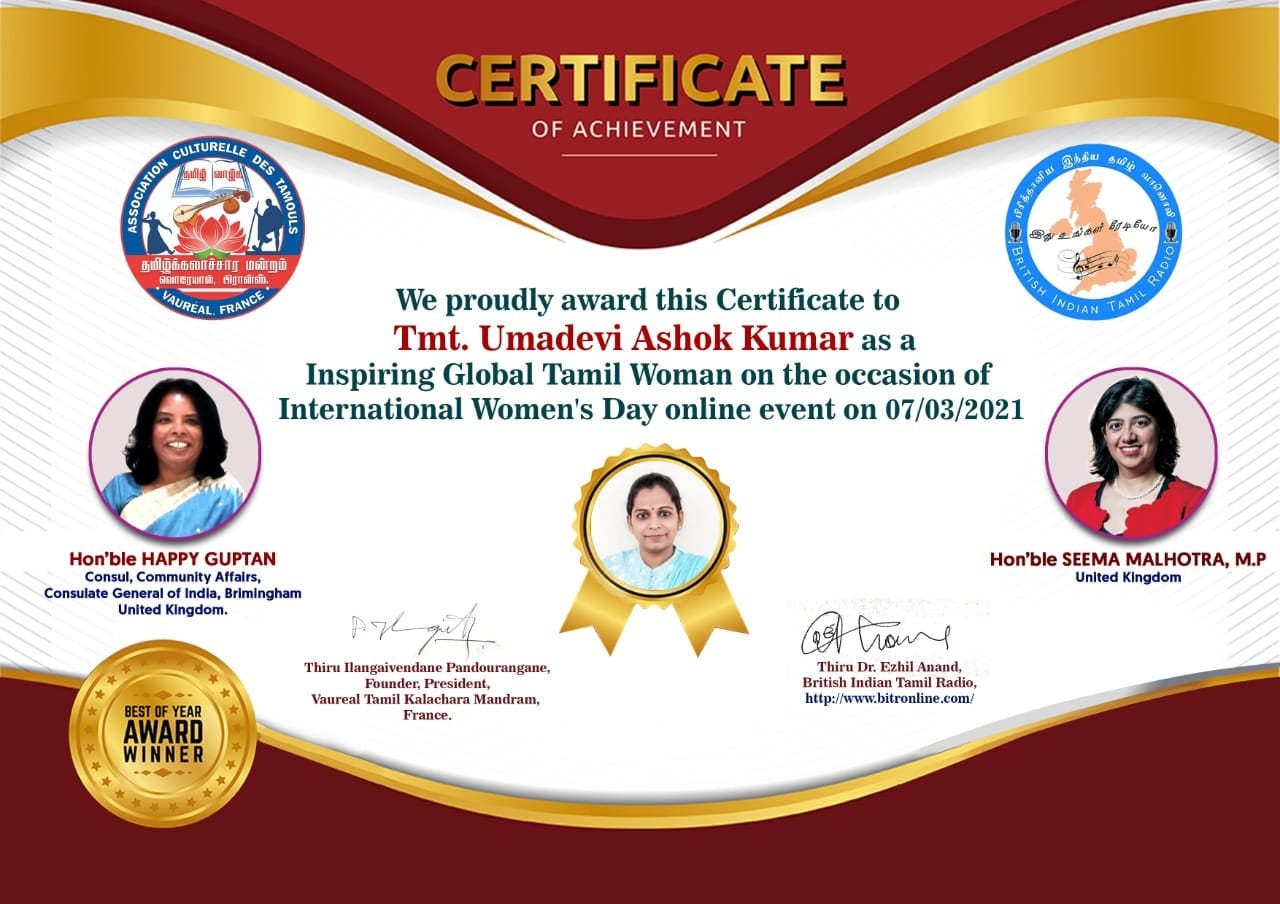 CERTIFICATE
OF ACHIEVEMENT
ASSOCIATION CULTURELLE DES TAMOULS
தமிழ் வாழ்க
தமிழ்க்கலாச்சார மன்றம்
வொரேயால், பிரான்ஸ்.
VAURÉAL, FRANCE
பிரித்தானிய இந்திய தமிழ் வானொலி
இது உங்கள் ரேடியோ
BRITISH INDIAN TAMIL RADIO
We proudly award this Certificate to
Tmt. Umadevi Ashok Kumar as a
Inspiring Global Tamil Woman on the occasion of
International Women's Day online event on 07/03/2021
Hon'ble HAPPY GUPTAN
Consul, Community Affairs,
Consulate General of India, Brimingham
United Kingdom.
Hon'ble SEEMA MALHOTRA, M.P
United Kingdom
Thiru Ilangaivendane Pandourangane,
Founder, President,
Vaureal Tamil Kalachara Mandram,
France.
Thiru Dr. Ezhil Anand,
British Indian Tamil Radio,
http://www.bitronline.com/
BEST OF YEAR
AWARD
WINNER